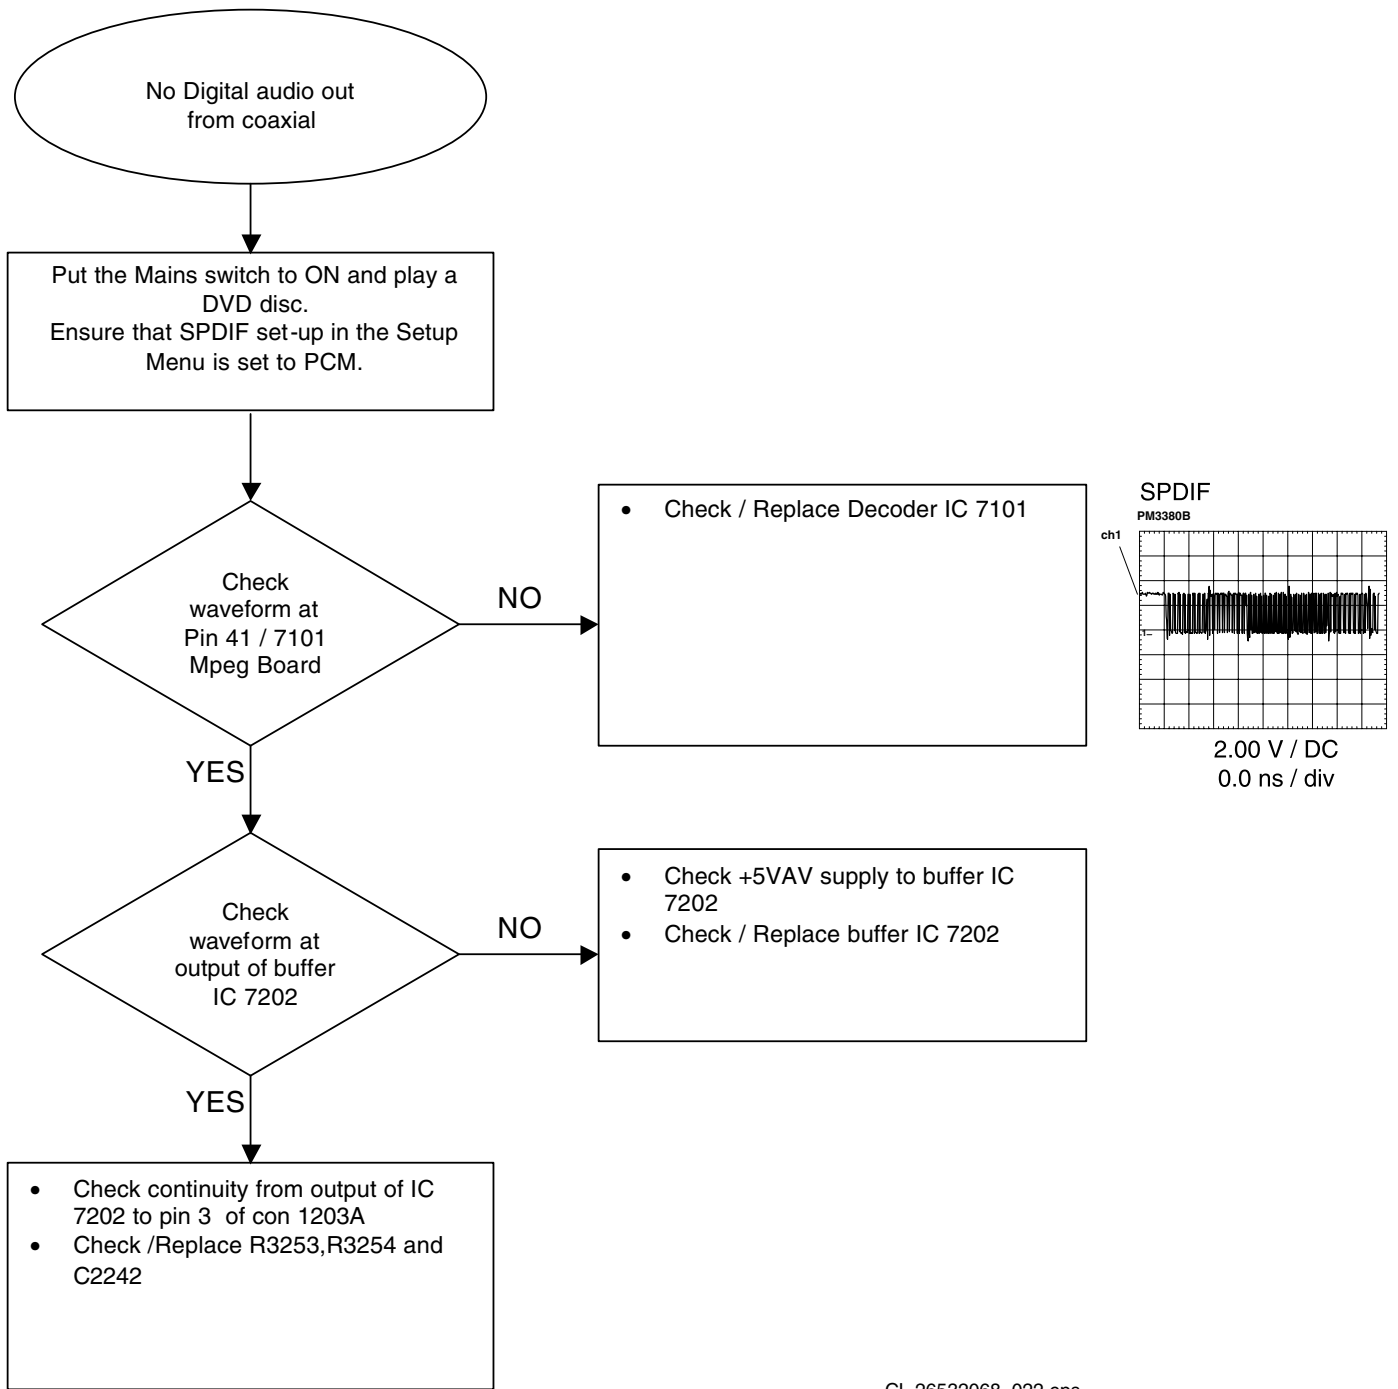 No Digital audio out
from coaxial
Put the Mains switch to ON and play a
DVD disc.
Ensure that SPDIF set-up in the Setup
Menu is set to PCM.
Check
waveform at
Pin 41 / 7101
Mpeg Board
NO
• Check / Replace Decoder IC 7101
SPDIF
PM3380B
ch1
1–
2.00 V / DC
0.0 ns / div
YES
Check
waveform at
output of buffer
IC 7202
NO
• Check +5VAV supply to buffer IC
7202
• Check / Replace buffer IC 7202
YES
• Check continuity from output of IC
7202 to pin 3 of con 1203A
• Check /Replace R3253,R3254 and
C2242